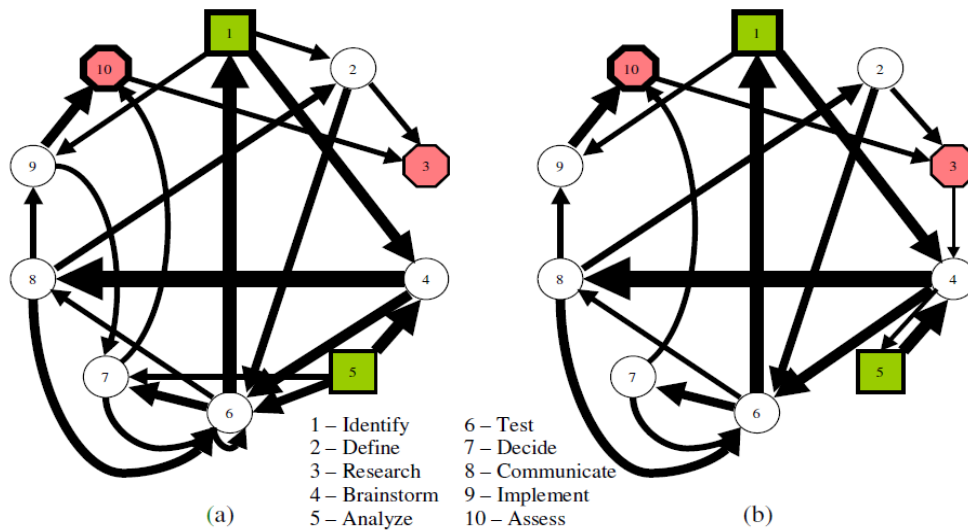 1
2
10
3
9
8
4
7
5
6
1
2
10
3
9
8
4
7
5
6
1 – Identify
2 – Define
3 – Research
4 – Brainstorm
5 – Analyze
6 – Test
7 – Decide
8 – Communicate
9 – Implement
10 – Assess
(a)
(b)